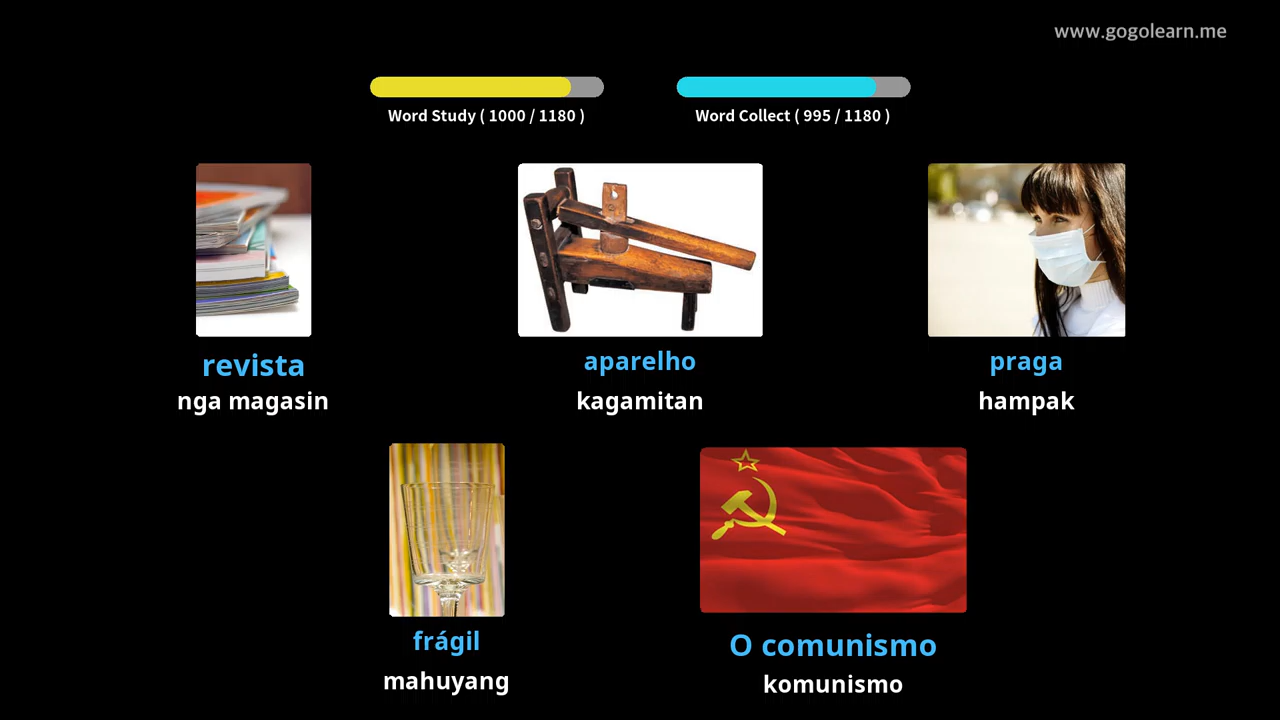 www.gogolearn.me
Word Study ( 1000 / 1180 )
Word Collect ( 995 / 1180 )
revista
nga magasin
aparelho
kagamitan
praga
hampak
frágil
mahuyang
O comunismo
komunismo